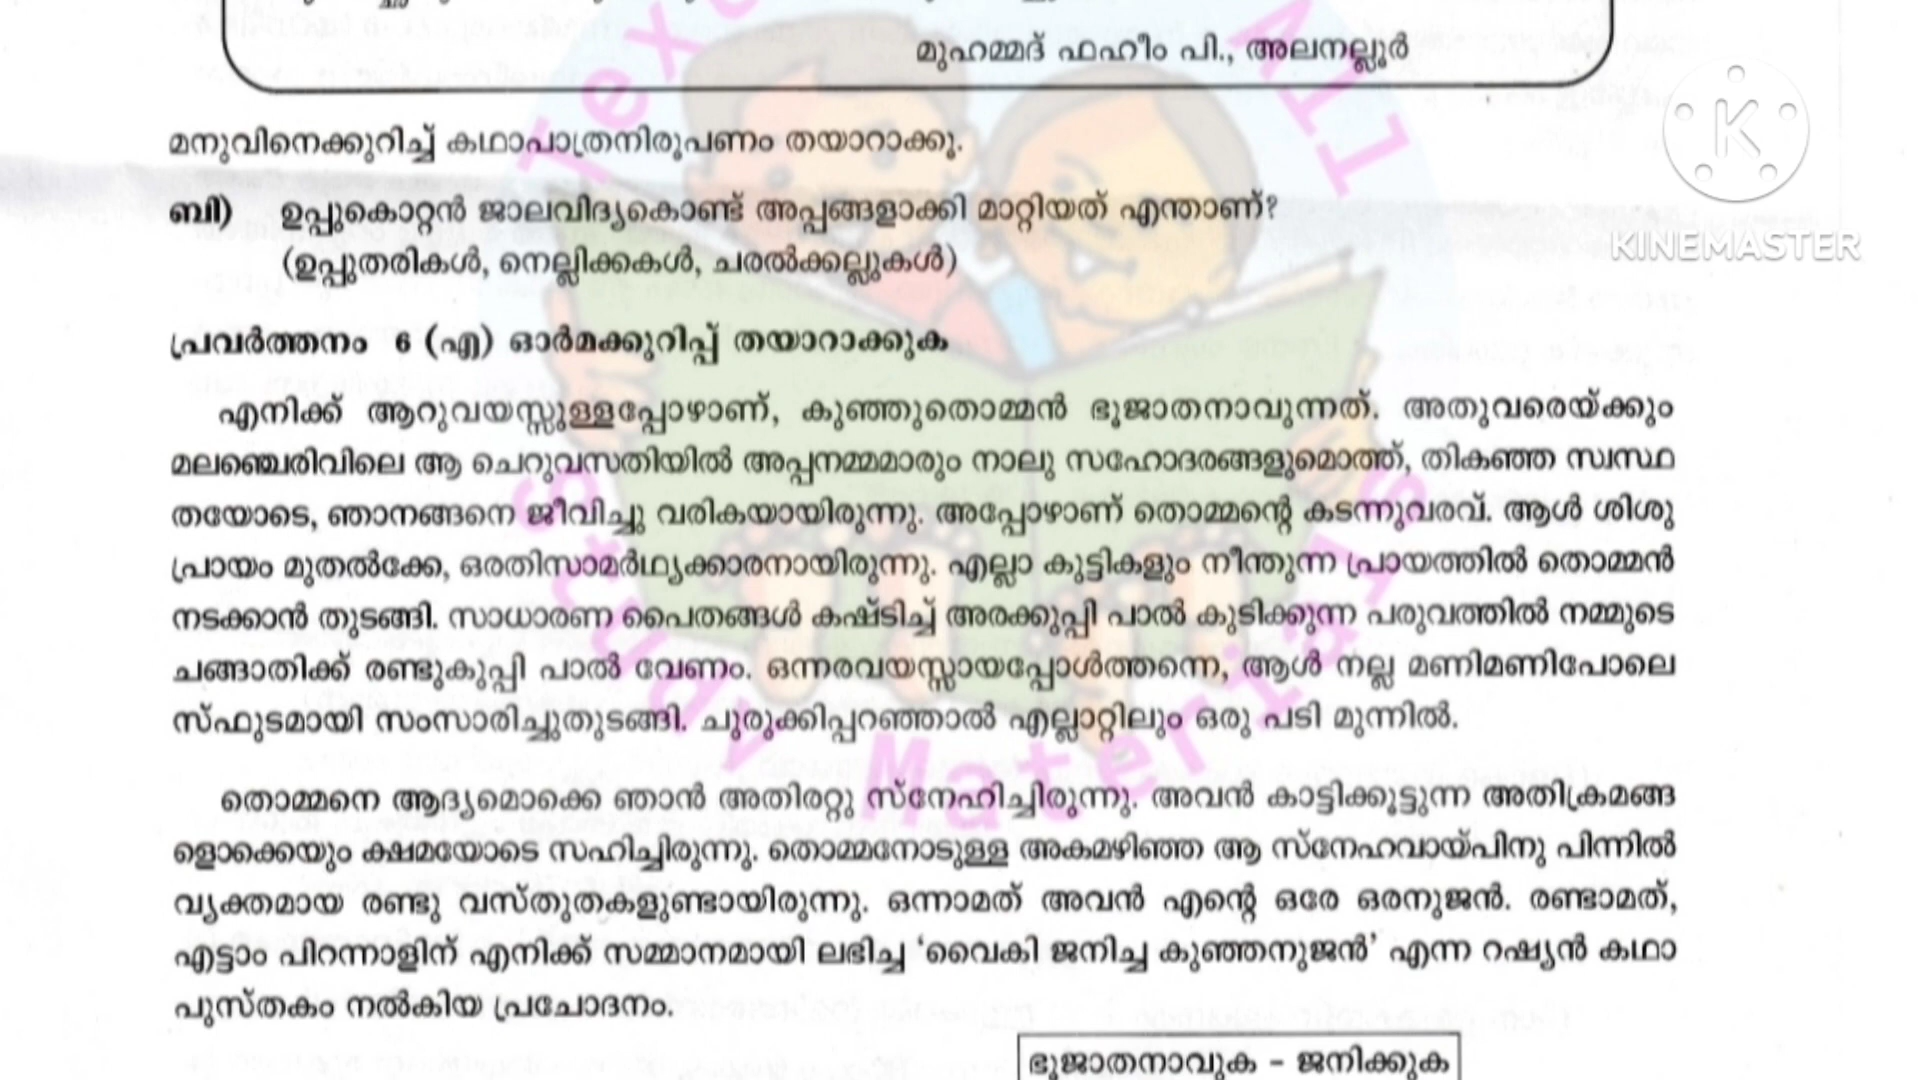 മുഹമ്മദ് ഫഹീം പി., അലനല്ലൂർ
മനുവിനെക്കുറിച്ച് കഥാപാത്രനിരൂപണം തയാറാക്കൂ.
ബി) ഉപ്പുകൊറ്റൻ ജാലവിദ്യകൊണ്ട് അപ്പങ്ങളാക്കി മാറ്റിയത് എന്താണ്?
(ഉപ്പുതരികൾ, നെല്ലിക്കകൾ, ചരൽക്കല്ലുകൾ)
KINEMASTER
പ്രവർത്തനം 6 (എ) ഓർമക്കുറിപ്പ് തയാറാക്കുക
എനിക്ക് ആറുവയസ്സുള്ളപ്പോഴാണ്, കുഞ്ഞുതൊമ്മൻ ഭൂജാതനാവുന്നത്. അതുവരെയ്ക്കും
മലഞ്ചെരിവിലെ ആ ചെറുവസതിയിൽ അപ്പനമ്മമാരും നാലു സഹോദരങ്ങളുമൊത്ത്, തികഞ്ഞ സ്വസ്ഥ
തയോടെ, ഞാനങ്ങനെ ജീവിച്ചു വരികയായിരുന്നു. അപ്പോഴാണ് തൊമ്മന്റെ കടന്നുവരവ്. ആൾ ശിശു
പ്രായം മുതൽക്കേ, ഒരതിസാമർഥ്യക്കാരനായിരുന്നു. എല്ലാ കുട്ടികളും നീന്തുന്ന പ്രായത്തിൽ തൊമ്മൻ
നടക്കാൻ തുടങ്ങി. സാധാരണ പൈതങ്ങൾ കഷ്ടിച്ച് അരക്കുപ്പി പാൽ കുടിക്കുന്ന പരുവത്തിൽ നമ്മുടെ
ചങ്ങാതിക്ക് രണ്ടുകുപ്പി പാൽ വേണം. ഒന്നരവയസ്സായപ്പോൾത്തന്നെ, ആൾ നല്ല മണിമണിപോലെ
സ്ഫുടമായി സംസാരിച്ചുതുടങ്ങി. ചുരുക്കിപ്പറഞ്ഞാൽ എല്ലാറ്റിലും ഒരു പടി മുന്നിൽ.
തൊമ്മനെ ആദ്യമൊക്കെ ഞാൻ അതിരറ്റു സ്നേഹിച്ചിരുന്നു. അവൻ കാട്ടിക്കൂട്ടുന്ന അതിക്രമങ്ങ
ളൊക്കെയും ക്ഷമയോടെ സഹിച്ചിരുന്നു. തൊമ്മനോടുള്ള അകമഴിഞ്ഞ ആ സ്നേഹവായ്പിനു പിന്നിൽ
വ്യക്തമായ രണ്ടു വസ്തുതകളുണ്ടായിരുന്നു. ഒന്നാമത് അവൻ എന്റെ ഒരേ ഒരനുജൻ. രണ്ടാമത്,
എട്ടാം പിറന്നാളിന് എനിക്ക് സമ്മാനമായി ലഭിച്ച ‘വൈകി ജനിച്ച കുഞ്ഞനുജൻ’ എന്ന റഷ്യൻ കഥാ
പുസ്തകം നൽകിയ പ്രചോദനം.
ഭൂജാതനാവുക - ജനിക്കുക